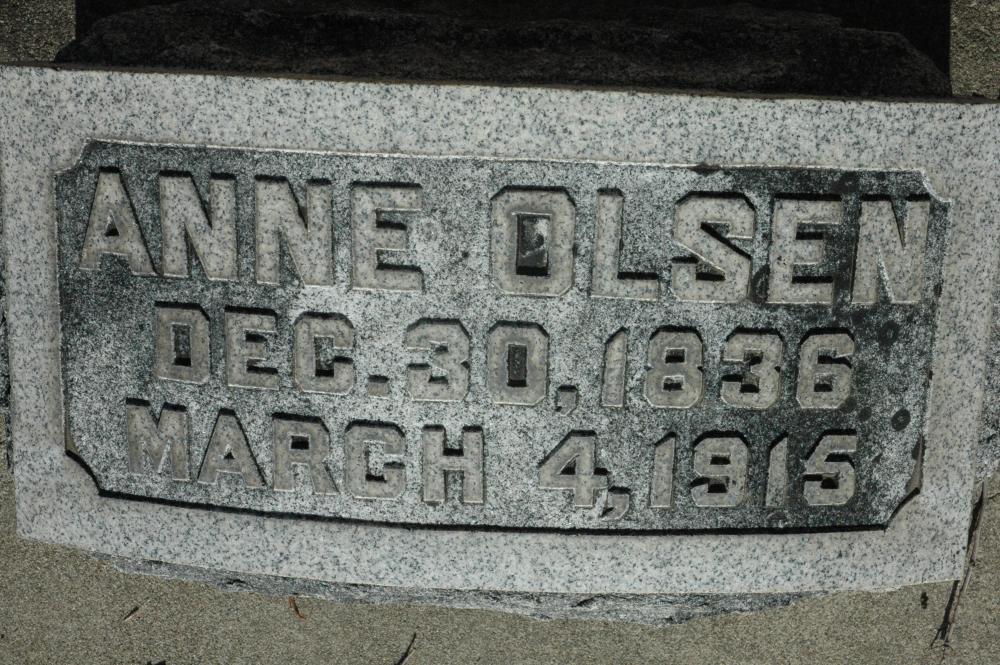 ANNE OLSEN
DEC. 30, 1836
MARCH 4, 1915